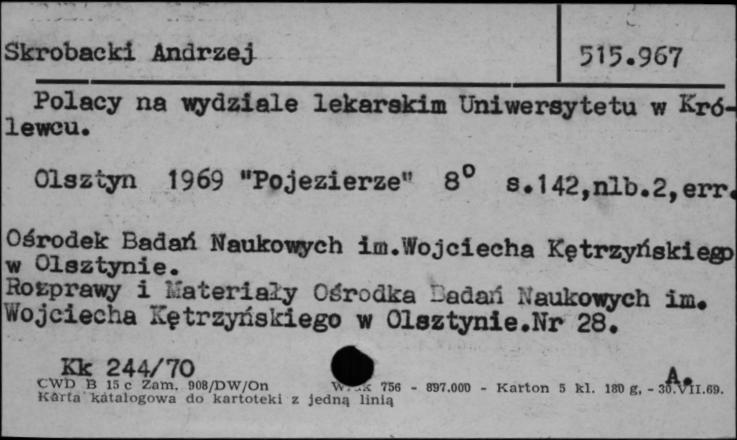 Skrobacki Andrzej
515.967
Polacy na wydziale lekarskim Uniwersytetu w Kró-
lewcu.
Olsztyn 1969 "Pojezierze" 8° s.142,nlb.2,err.
Ośrodek Badań Naukowych im.Wojciecha Kętrzyńskiego
w Olsztynie.
Rozprawy i Materiały Ośrodka Badań Naukowych im.
Wojciecha Kętrzyńskiego w Olsztynie.Nr 28.
Kk 244/70
A.
CWD B 15 c Zam. 908/DW/On 756 - 897.000 - Karton 5 kl. 180 g, - 30.VII.69.
Karta katalogowa do kartoteki z jedną linią